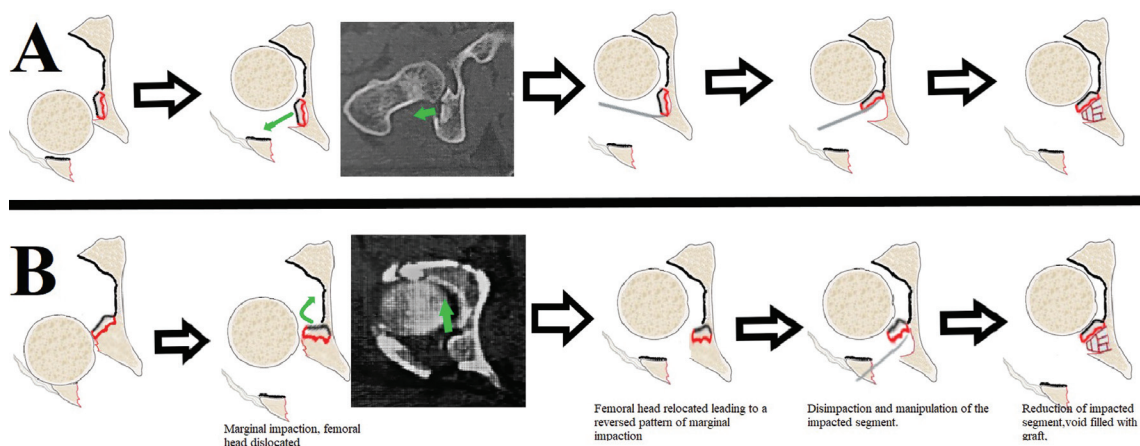 A
B
Marginal impaction, femoral
head dislocated
Femoral head relocated leading to a
reversed pattern of marginal
impaction
Disimpaction and manipulation of the
impacted segment.
Reduction of impacted
segment,void filled with
graft.